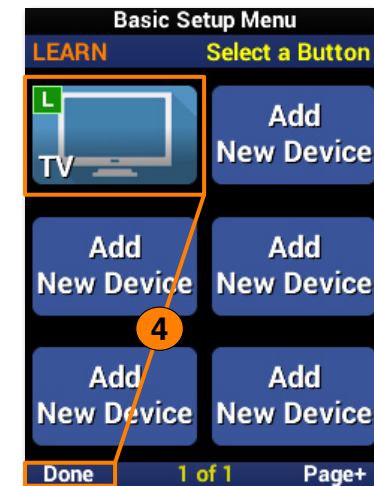 Basic Setup Menu
LEARN Select a Button
L
TV
Add
New Device
Add
New Device
Add
New Device
4
Add
New Device
Add
New Device
Done 1 of 1 Page+